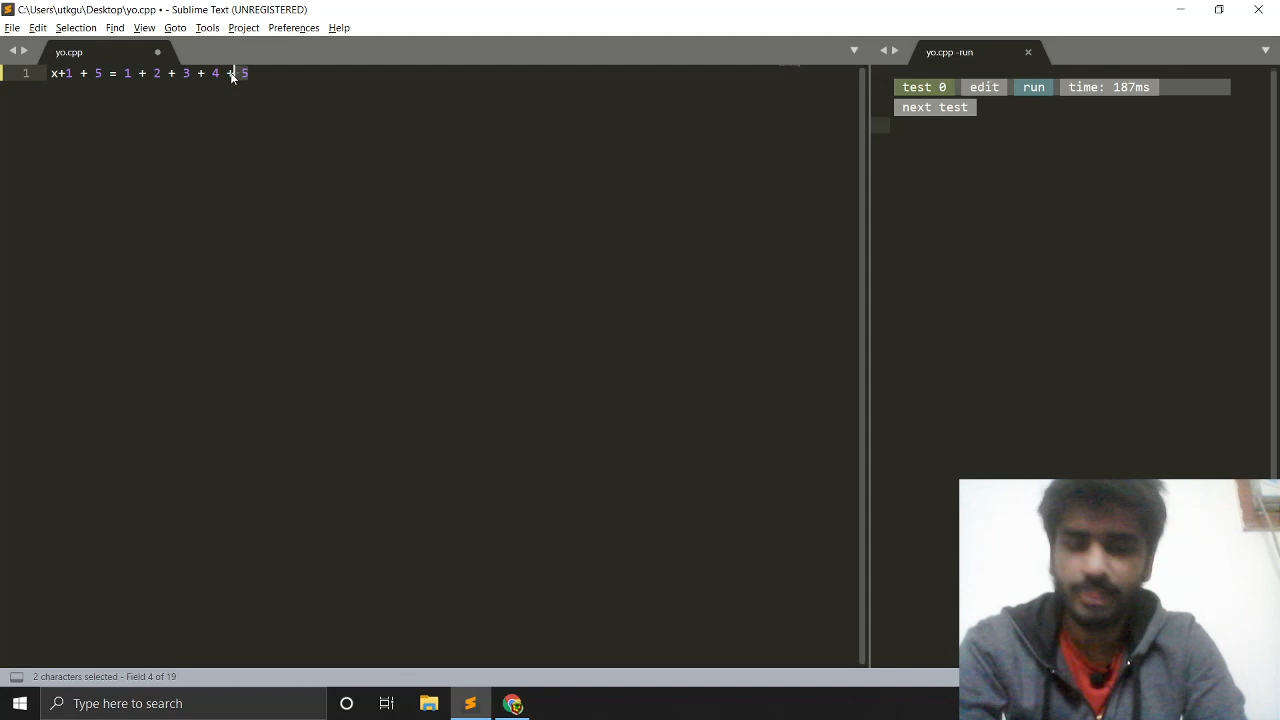 C:\Users\utkgu\Desktop\yo.cpp • - Sublime Text (UNREGISTERED)
File Edit Selection Find View Goto Tools Project Preferences Help
yo.cpp
yo.cpp -run
1 x+1 + 5 = 1 + 2 + 3 + 4 + 5
test 0 edit run time: 187ms
next test
2 characters selected - Field 4 of 19
Type here to search